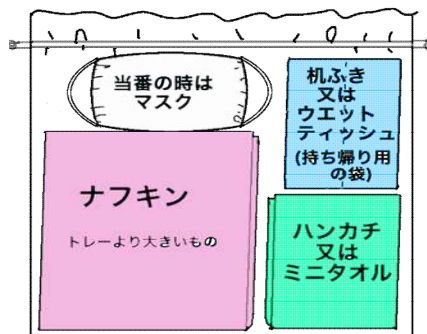 当番の時は
マスク
机ふき
又は
ウエット
ティッシュ
(持ち帰り用
の袋)
ナフキン
トレーより大きいもの
ハンカチ
又は
ミニタオル